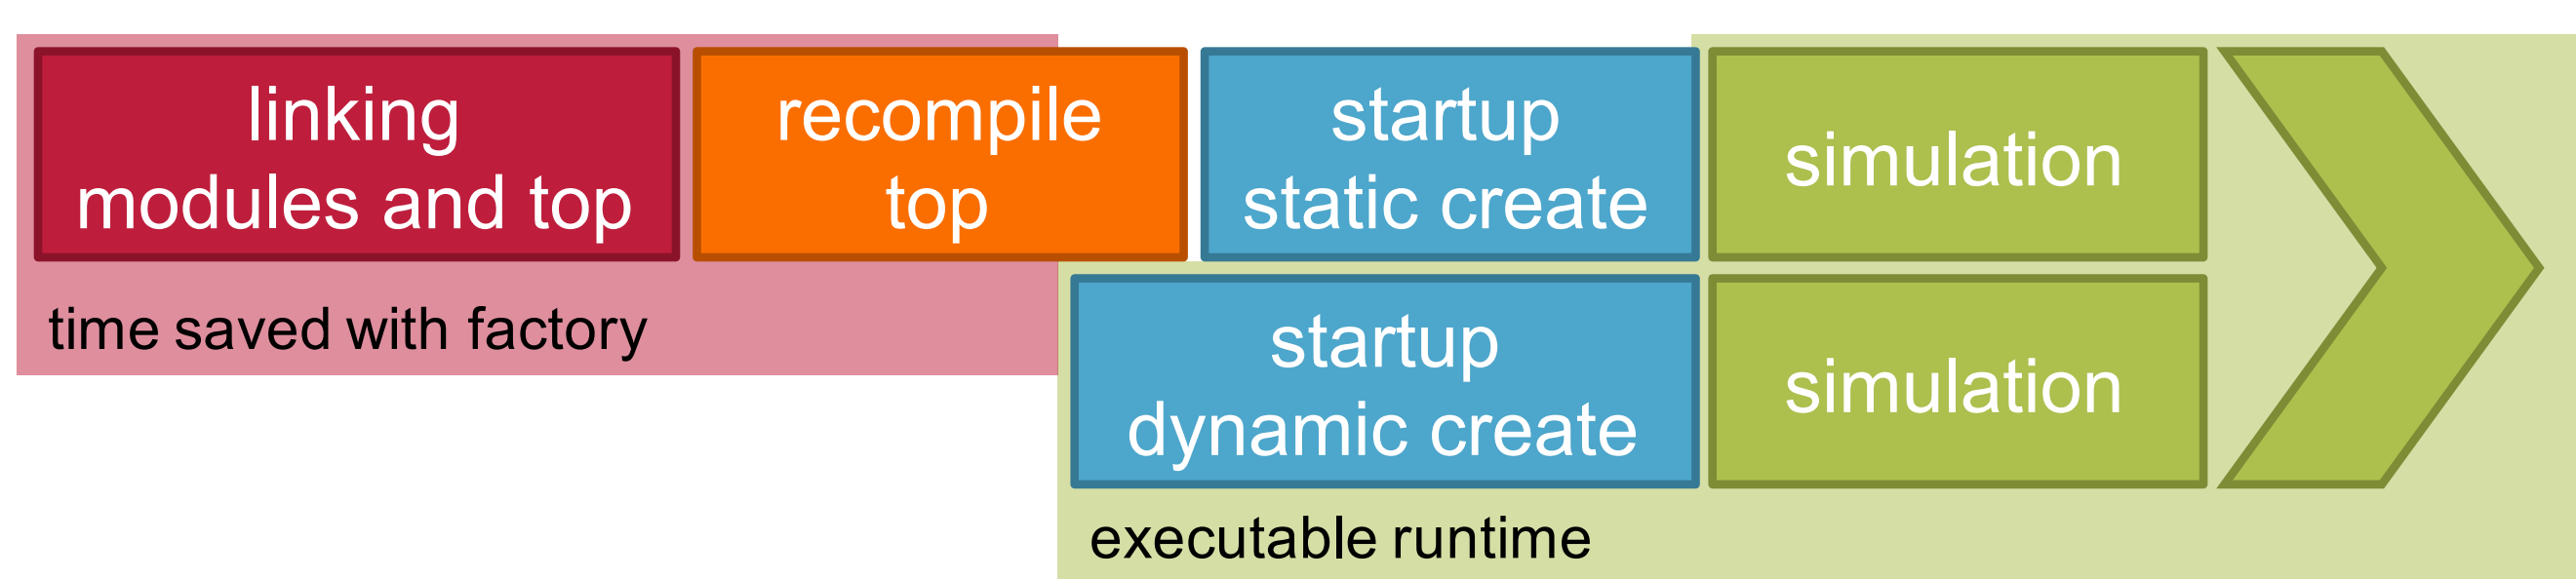 linking
modules and top
recompile
top
startup
static create
simulation
time saved with factory
startup
dynamic create
simulation
executable runtime